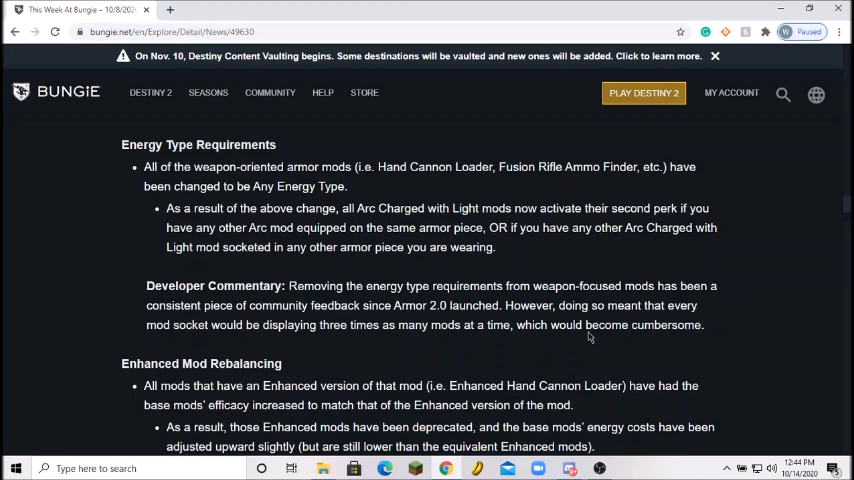 This Week At Bungie – 10/8/202
bungie.net/en/Explore/Detail/News/49630
W Paused
On Nov. 10, Destiny Content Vaulting begins. Some destinations will be vaulted and new ones will be added. Click to learn more.
BUNGiE DESTINY 2 SEASONS COMMUNITY HELP STORE PLAY DESTINY 2 MY ACCOUNT
Energy Type Requirements
• All of the weapon-oriented armor mods (i.e. Hand Cannon Loader, Fusion Rifle Ammo Finder, etc.) have
been changed to be Any Energy Type.
• As a result of the above change, all Arc Charged with Light mods now activate their second perk if you
have any other Arc mod equipped on the same armor piece, OR if you have any other Arc Charged with
Light mod socketed in any other armor piece you are wearing.
Developer Commentary: Removing the energy type requirements from weapon-focused mods has been a
consistent piece of community feedback since Armor 2.0 launched. However, doing so meant that every
mod socket would be displaying three times as many mods at a time, which would become cumbersome.
Enhanced Mod Rebalancing
• All mods that have an Enhanced version of that mod (i.e. Enhanced Hand Cannon Loader) have had the
base mods' efficacy increased to match that of the Enhanced version of the mod.
• As a result, those Enhanced mods have been deprecated, and the base mods' energy costs have been
adjusted upward slightly (but are still lower than the equivalent Enhanced mods).
Type here to search
12:44 PM
10/14/2020